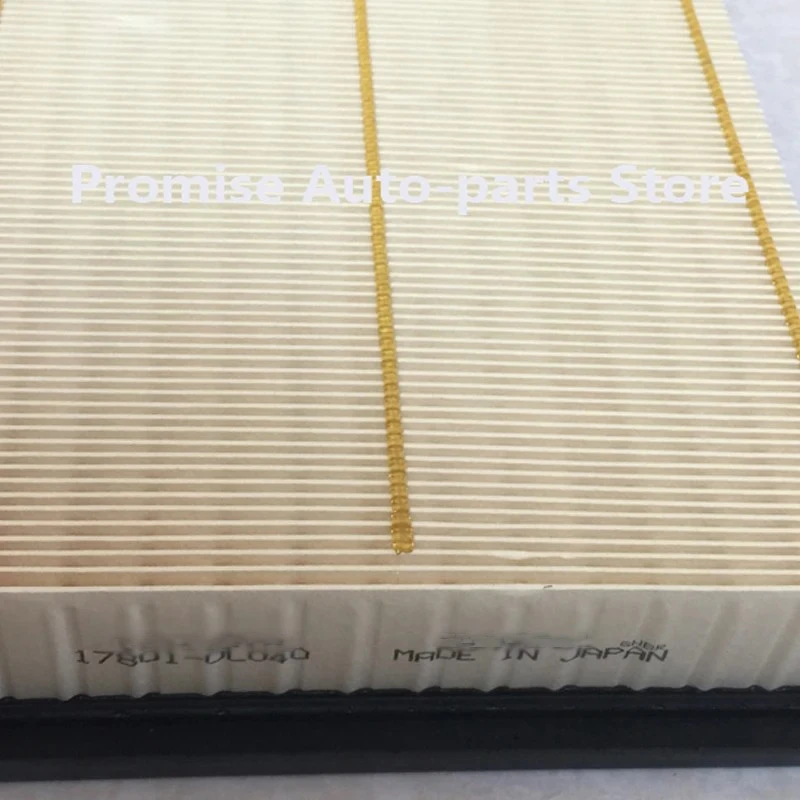 Promise Auto-parts Store
17801-0L040 MADE IN JAPAN